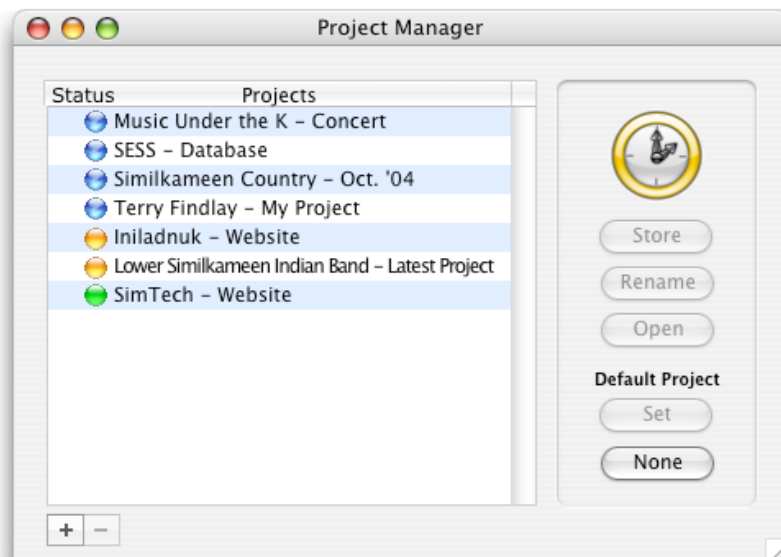 Project Manager
Status Projects
Music Under the K – Concert
SESS – Database
Similkameen Country – Oct. '04
Terry Findlay – My Project
Iniladnuk – Website
Lower Similkameen Indian Band – Latest Project
SimTech – Website
Store
Rename
Open
Default Project
Set
None
+ −